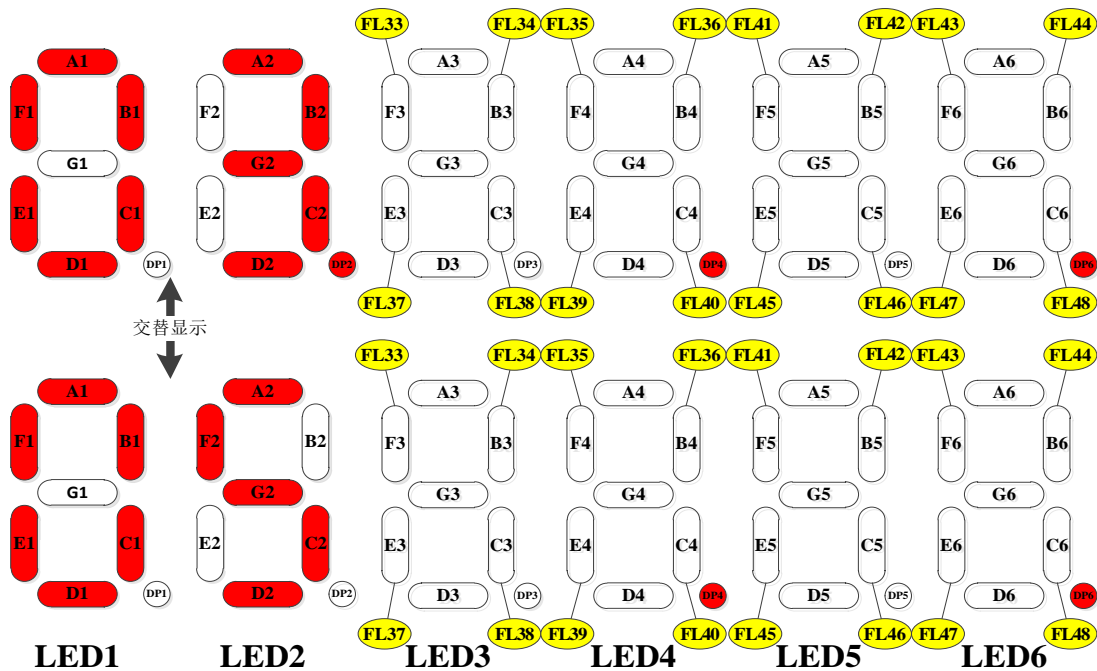 FL33 FL34 FL35 FL36 FL41 FL42 FL43 FL44
A1 A2 A3 A4 A5 A6
F1 B1 F2 B2 F3 B3 F4 B4 F5 B5 F6 B6
G1 G2 G3 G4 G5 G6
E1 C1 E2 C2 E3 C3 E4 C4 E5 C5 E6 C6
D1 DP1 D2 DP2 D3 DP3 D4 DP4 D5 DP5 D6 DP6
FL37 FL38 FL39 FL40 FL45 FL46 FL47 FL48
交替显示
FL33 FL34 FL35 FL36 FL41 FL42 FL43 FL44
A1 A2 A3 A4 A5 A6
F1 B1 F2 B2 F3 B3 F4 B4 F5 B5 F6 B6
G1 G2 G3 G4 G5 G6
E1 C1 E2 C2 E3 C3 E4 C4 E5 C5 E6 C6
D1 DP1 D2 DP2 D3 DP3 D4 DP4 D5 DP5 D6 DP6
FL37 FL38 FL39 FL40 FL45 FL46 FL47 FL48
LED1 LED2 LED3 LED4 LED5 LED6